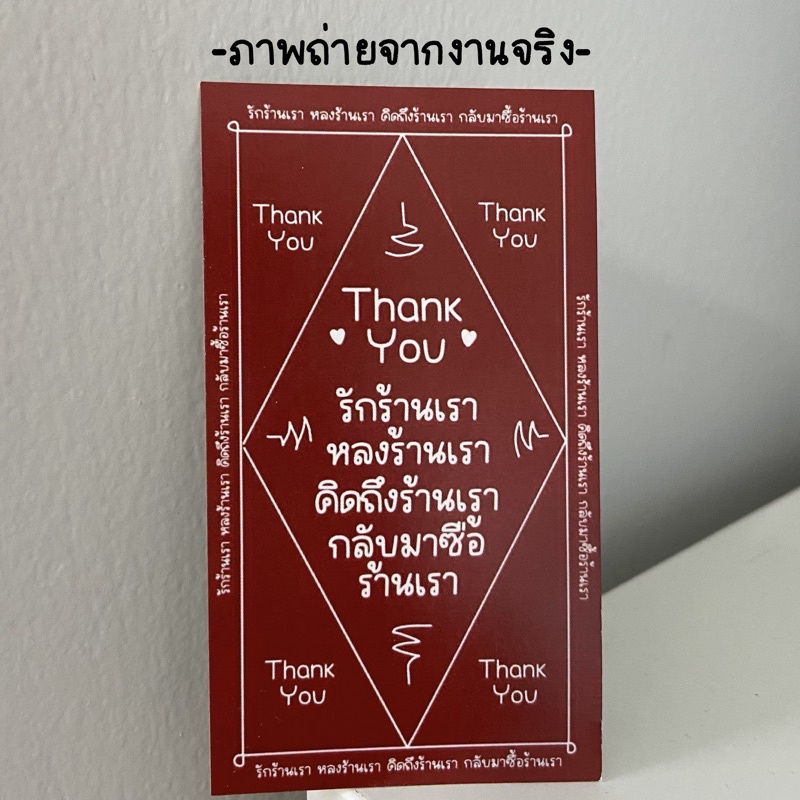 -ภาพถ่ายจากงานจริง-
รักร้านเรา หลงร้านเรา คิดถึงร้านเรา กลับมาซื้อร้านเรา
Thank
You
Thank
You
Thank
You
รักร้านเรา
หลงร้านเรา
คิดถึงร้านเรา
กลับมาซื้อ
ร้านเรา
รักร้านเรา หลงร้านเรา คิดถึงร้านเรา กลับมาซื้อร้านเรา
รักร้านเรา หลงร้านเรา คิดถึงร้านเรา กลับมาซื้อร้านเรา
Thank
You
Thank
You
รักร้านเรา หลงร้านเรา คิดถึงร้านเรา กลับมาซื้อร้านเรา